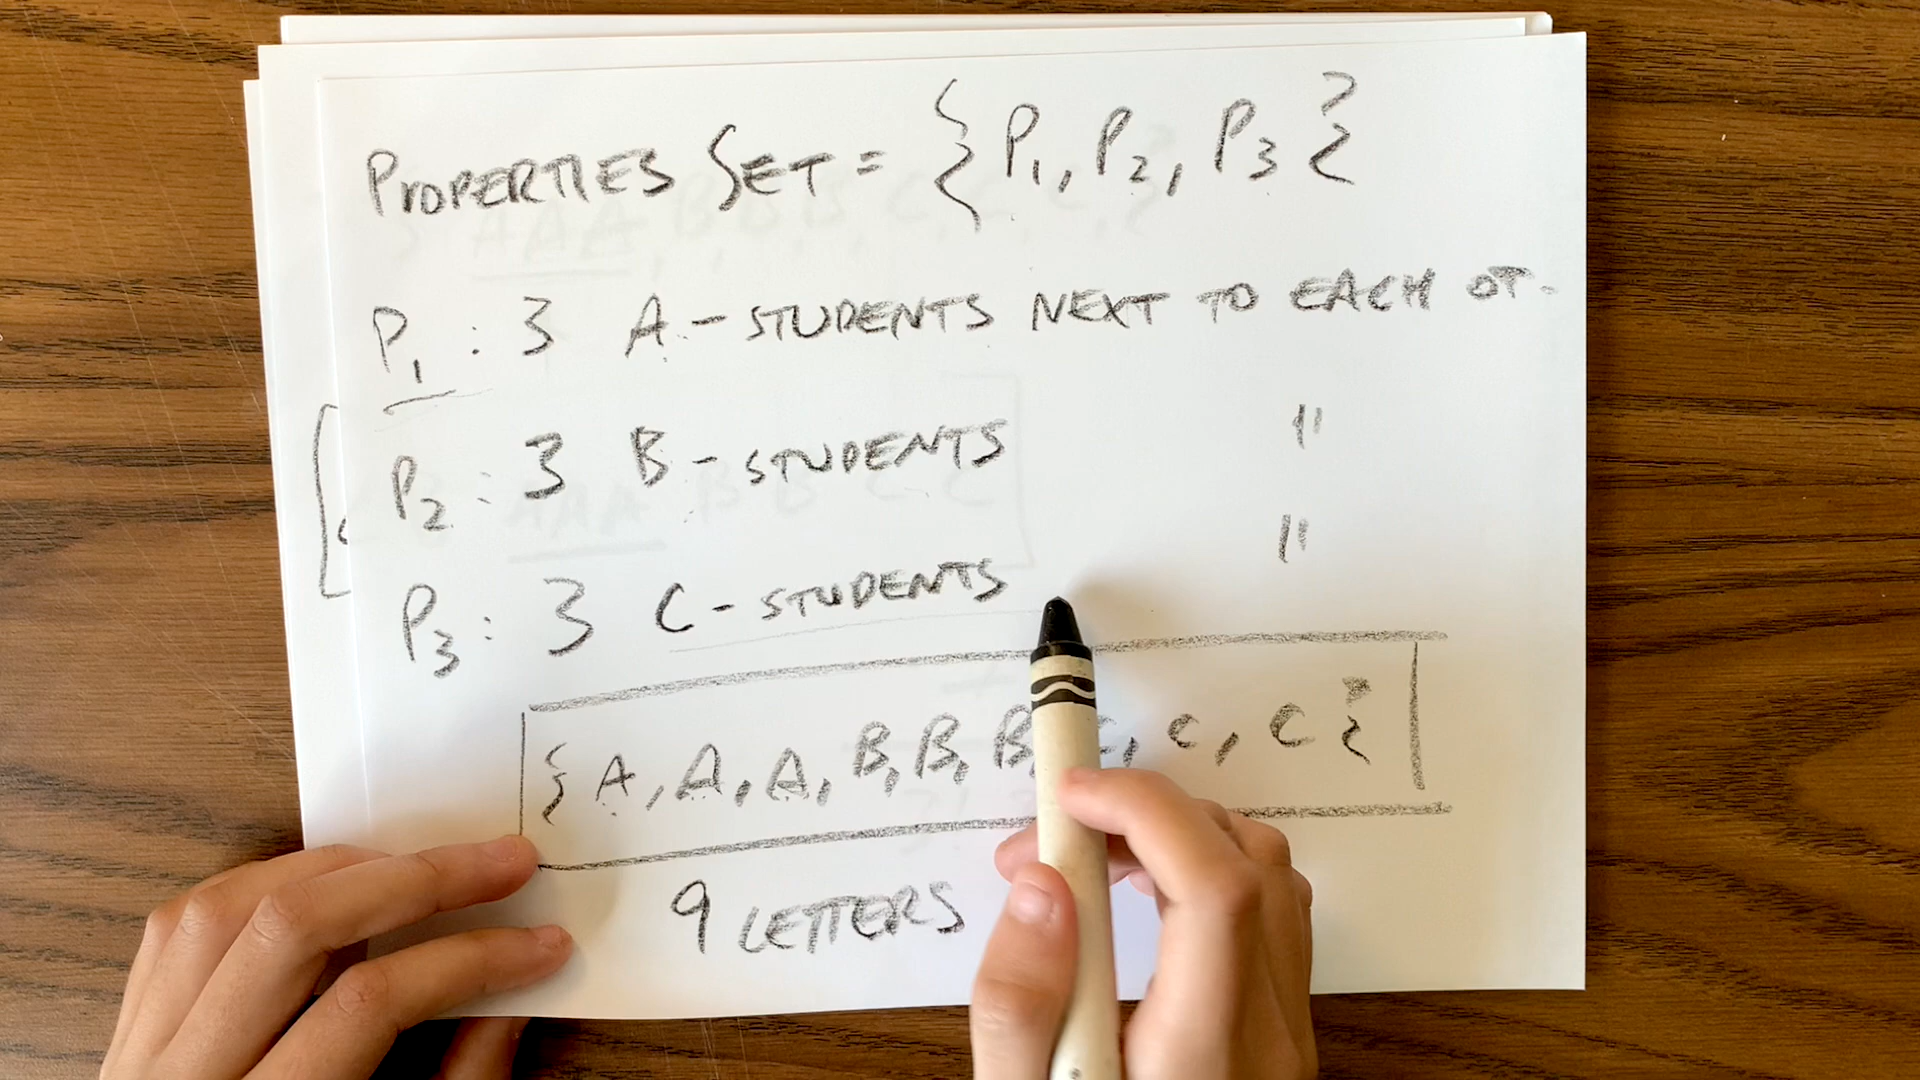 PROPERTIES SET = { P1, P2, P3 }
P1 : 3 A - STUDENTS NEXT TO EACH OT-
P2 : 3 B - STUDENTS "
P3 : 3 C - STUDENTS "
{ A, A, A, B, B, B, C, C, C }
9 LETTERS